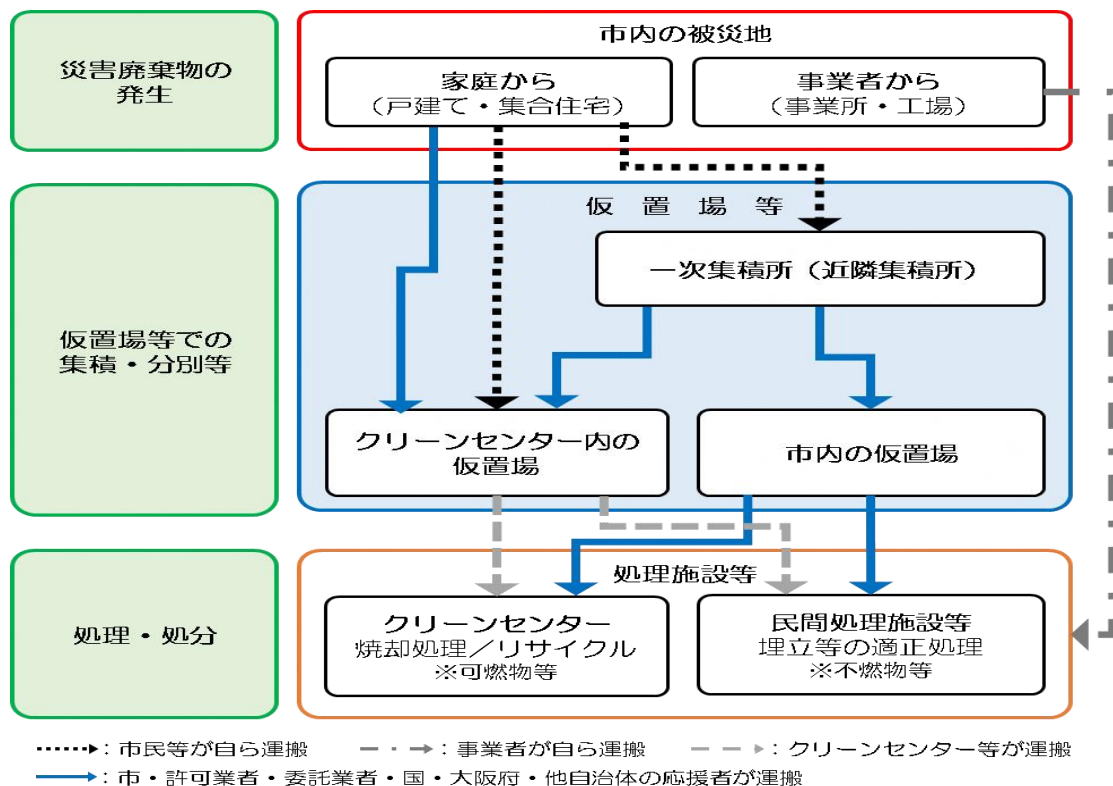 災害廃棄物の
発生
市内の被災地
家庭から
（戸建て・集合住宅）
事業者から
（事業所・工場）
仮置場等での
集積・分別等
仮置場等
一次集積所（近隣集積所）
クリーンセンター内の
仮置場
市内の仮置場
処理・処分
処理施設等
クリーンセンター
焼却処理／リサイクル
※可燃物等
民間処理施設等
埋立等の適正処理
※不燃物等
：市民等が自ら運搬
：事業者が自ら運搬
：クリーンセンター等が運搬
：市・許可業者・委託業者・国・大阪府・他自治体の応援者が運搬